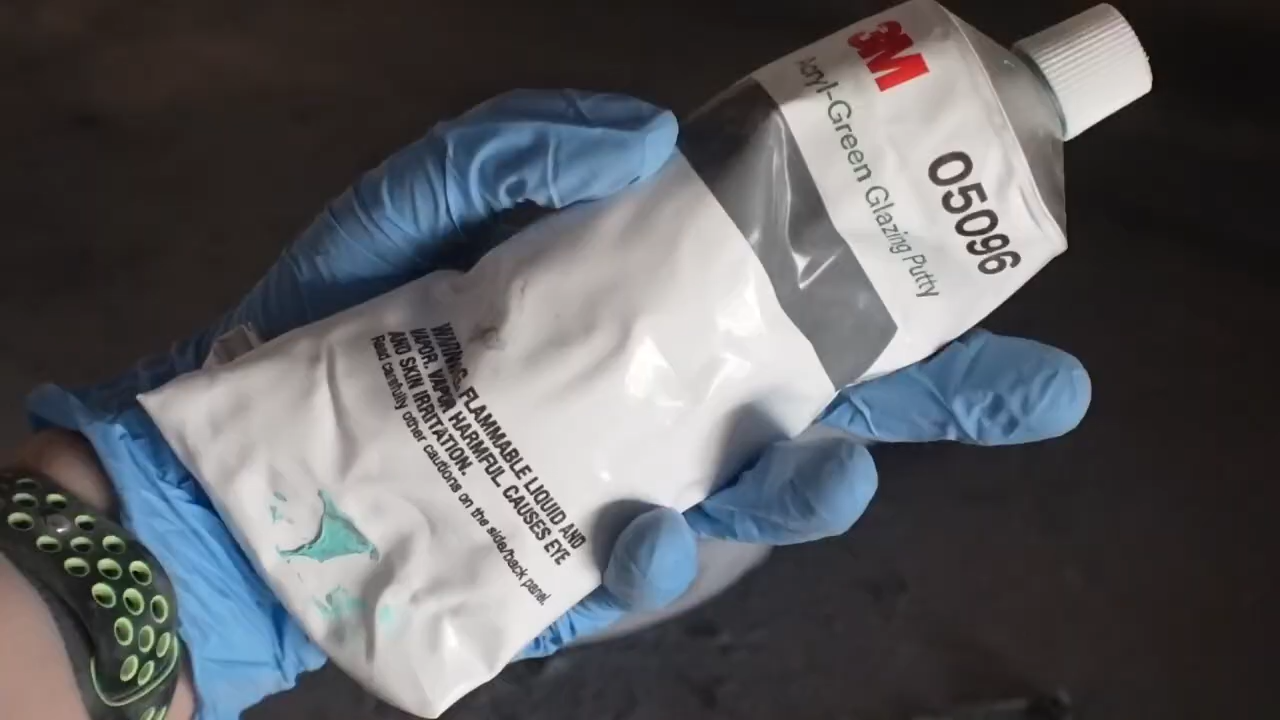 3M
Acryl-Green Glazing Putty
05096
WARNING. FLAMMABLE LIQUID AND
VAPOR. VAPOR HARMFUL. CAUSES EYE
AND SKIN IRRITATION.
Read carefully other cautions on the side/back panel.